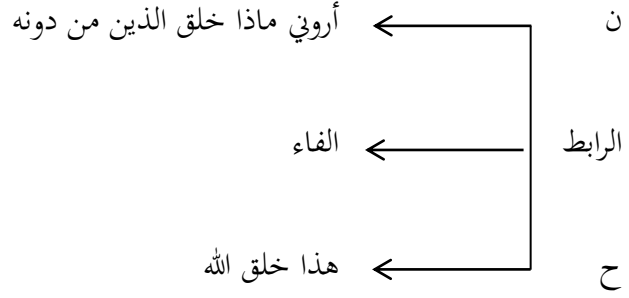 ن أروني ماذا خلق الذين من دونه
الرابط الفاء
ح هذا خلق الله